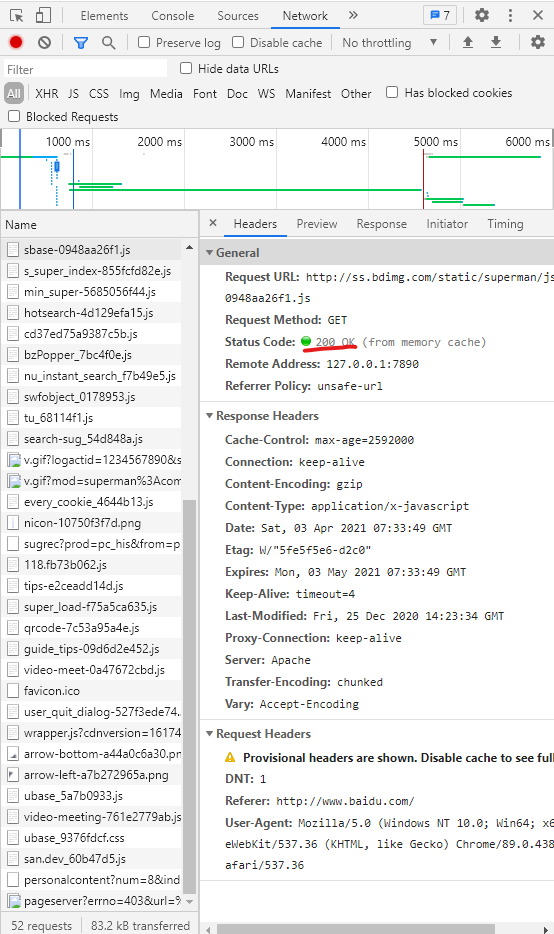 Elements Console Sources Network 7
Preserve log Disable cache No throttling
Filter Hide data URLs
All XHR JS CSS Img Media Font Doc WS Manifest Other Has blocked cookies
Blocked Requests
1000 ms 2000 ms 3000 ms 4000 ms 5000 ms 6000 ms
Name
sbase-0948aa26f1.js
s_super_index-855fcfd82e.js
min_super-5685056f44.js
hotsearch-4d129efa15.js
cd37ed75a9387c5b.js
bzPopper_7bc4f0e.js
nu_instant_search_f7b49e5.js
swfobject_0178953.js
tu_68114f1.js
search-sug_54d848a.js
v.gif?logactid=1234567890&s
v.gif?mod=superman%3Acom
every_cookie_4644b13.js
nicon-10750f3f7d.png
sugrec?prod=pc_his&from=p
118.fb73b062.js
tips-e2ceadd14d.js
super_load-f75a5ca635.js
qrcode-7c53a95a4e.js
guide_tips-09d6d2e452.js
video-meet-0a47672cbd.js
favicon.ico
user_quit_dialog-527f3ede74.
wrapper.js?cdnversion=16174
arrow-bottom-a44a0c6a30.pn
arrow-left-a7b272965a.png
ubase_5a7b0933.js
video-meeting-761e2779ab.js
ubase_9376fdcf.css
san.dev_60b47d5.js
personalcontent?num=8&ind
pageserver?errno=403&url=%
52 requests 83.2 kB transferred
Headers Preview Response Initiator Timing
General
Request URL: http://ss.bdimg.com/static/superman/js
0948aa26f1.js
Request Method: GET
Status Code: 200 OK (from memory cache)
Remote Address: 127.0.0.1:7890
Referrer Policy: unsafe-url
Response Headers
Cache-Control: max-age=2592000
Connection: keep-alive
Content-Encoding: gzip
Content-Type: application/x-javascript
Date: Sat, 03 Apr 2021 07:33:49 GMT
Etag: W/"5fe5f5e6-d2c0"
Expires: Mon, 03 May 2021 07:33:49 GMT
Keep-Alive: timeout=4
Last-Modified: Fri, 25 Dec 2020 14:23:34 GMT
Proxy-Connection: keep-alive
Server: Apache
Transfer-Encoding: chunked
Vary: Accept-Encoding
Request Headers
Provisional headers are shown. Disable cache to see full
DNT: 1
Referer: http://www.baidu.com/
User-Agent: Mozilla/5.0 (Windows NT 10.0; Win64; x6
eWebKit/537.36 (KHTML, like Gecko) Chrome/89.0.438
afari/537.36